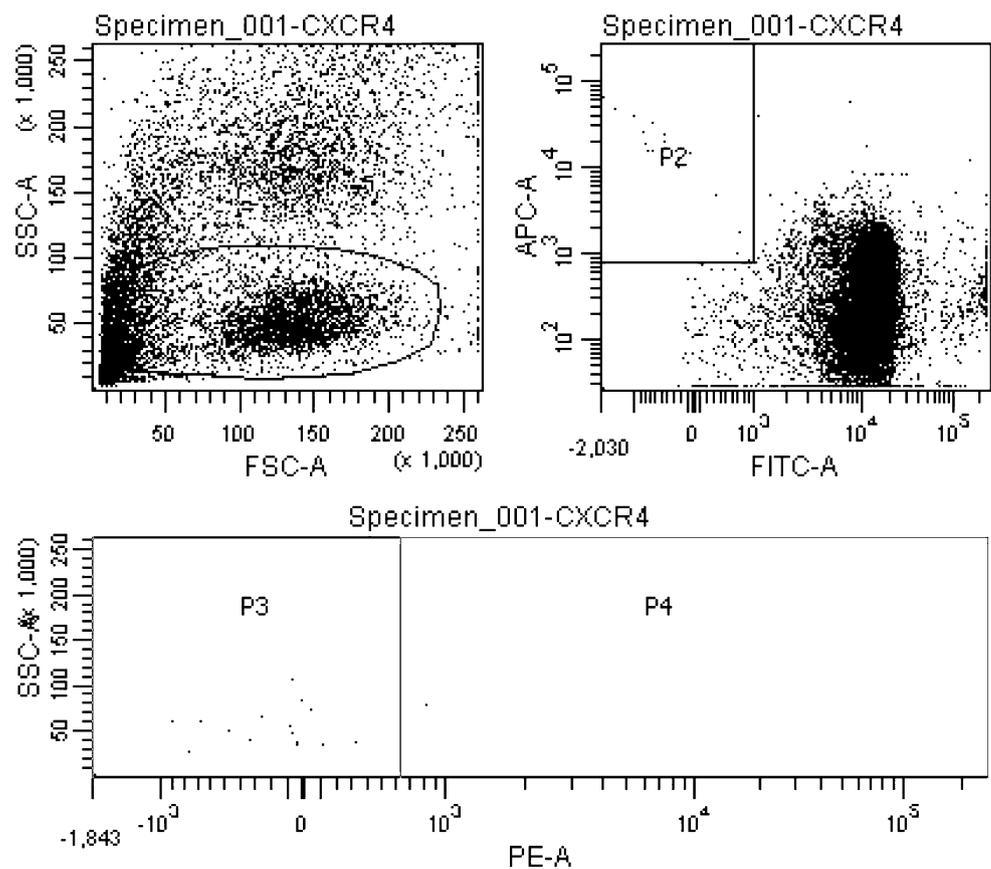 Specimen_001-CXCR4
SSC-A
(x 1,000)
250
200
150
100
50
50 100 150 200 250
FSC-A
(x 1,000)
Specimen_001-CXCR4
APC-A
10^5
10^4
10^3
10^2
P2
-2,030
0 10^3 10^4 10^5
FITC-A
Specimen_001-CXCR4
SSC-A
(x 1,000)
250
200
150
100
50
P3 P4
-1,843
-10^3 0 10^3 10^4 10^5
PE-A